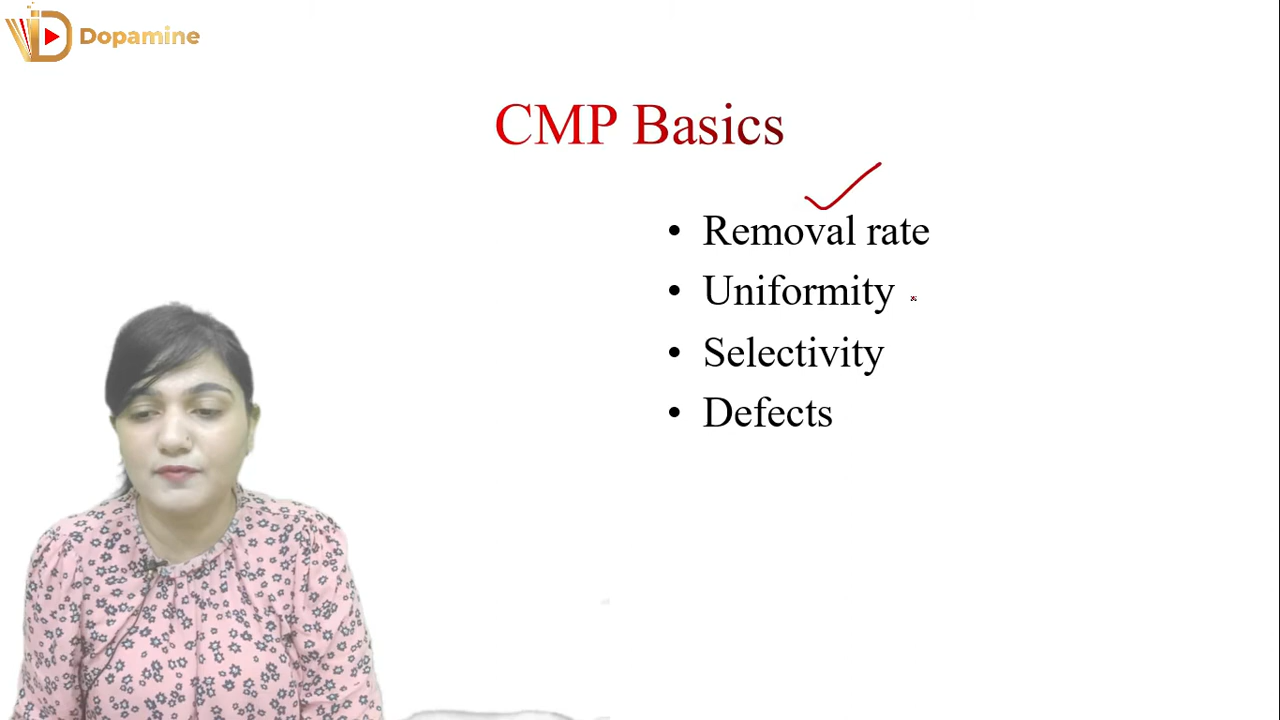 Dopamine
CMP Basics
• Removal rate
• Uniformity
• Selectivity
• Defects